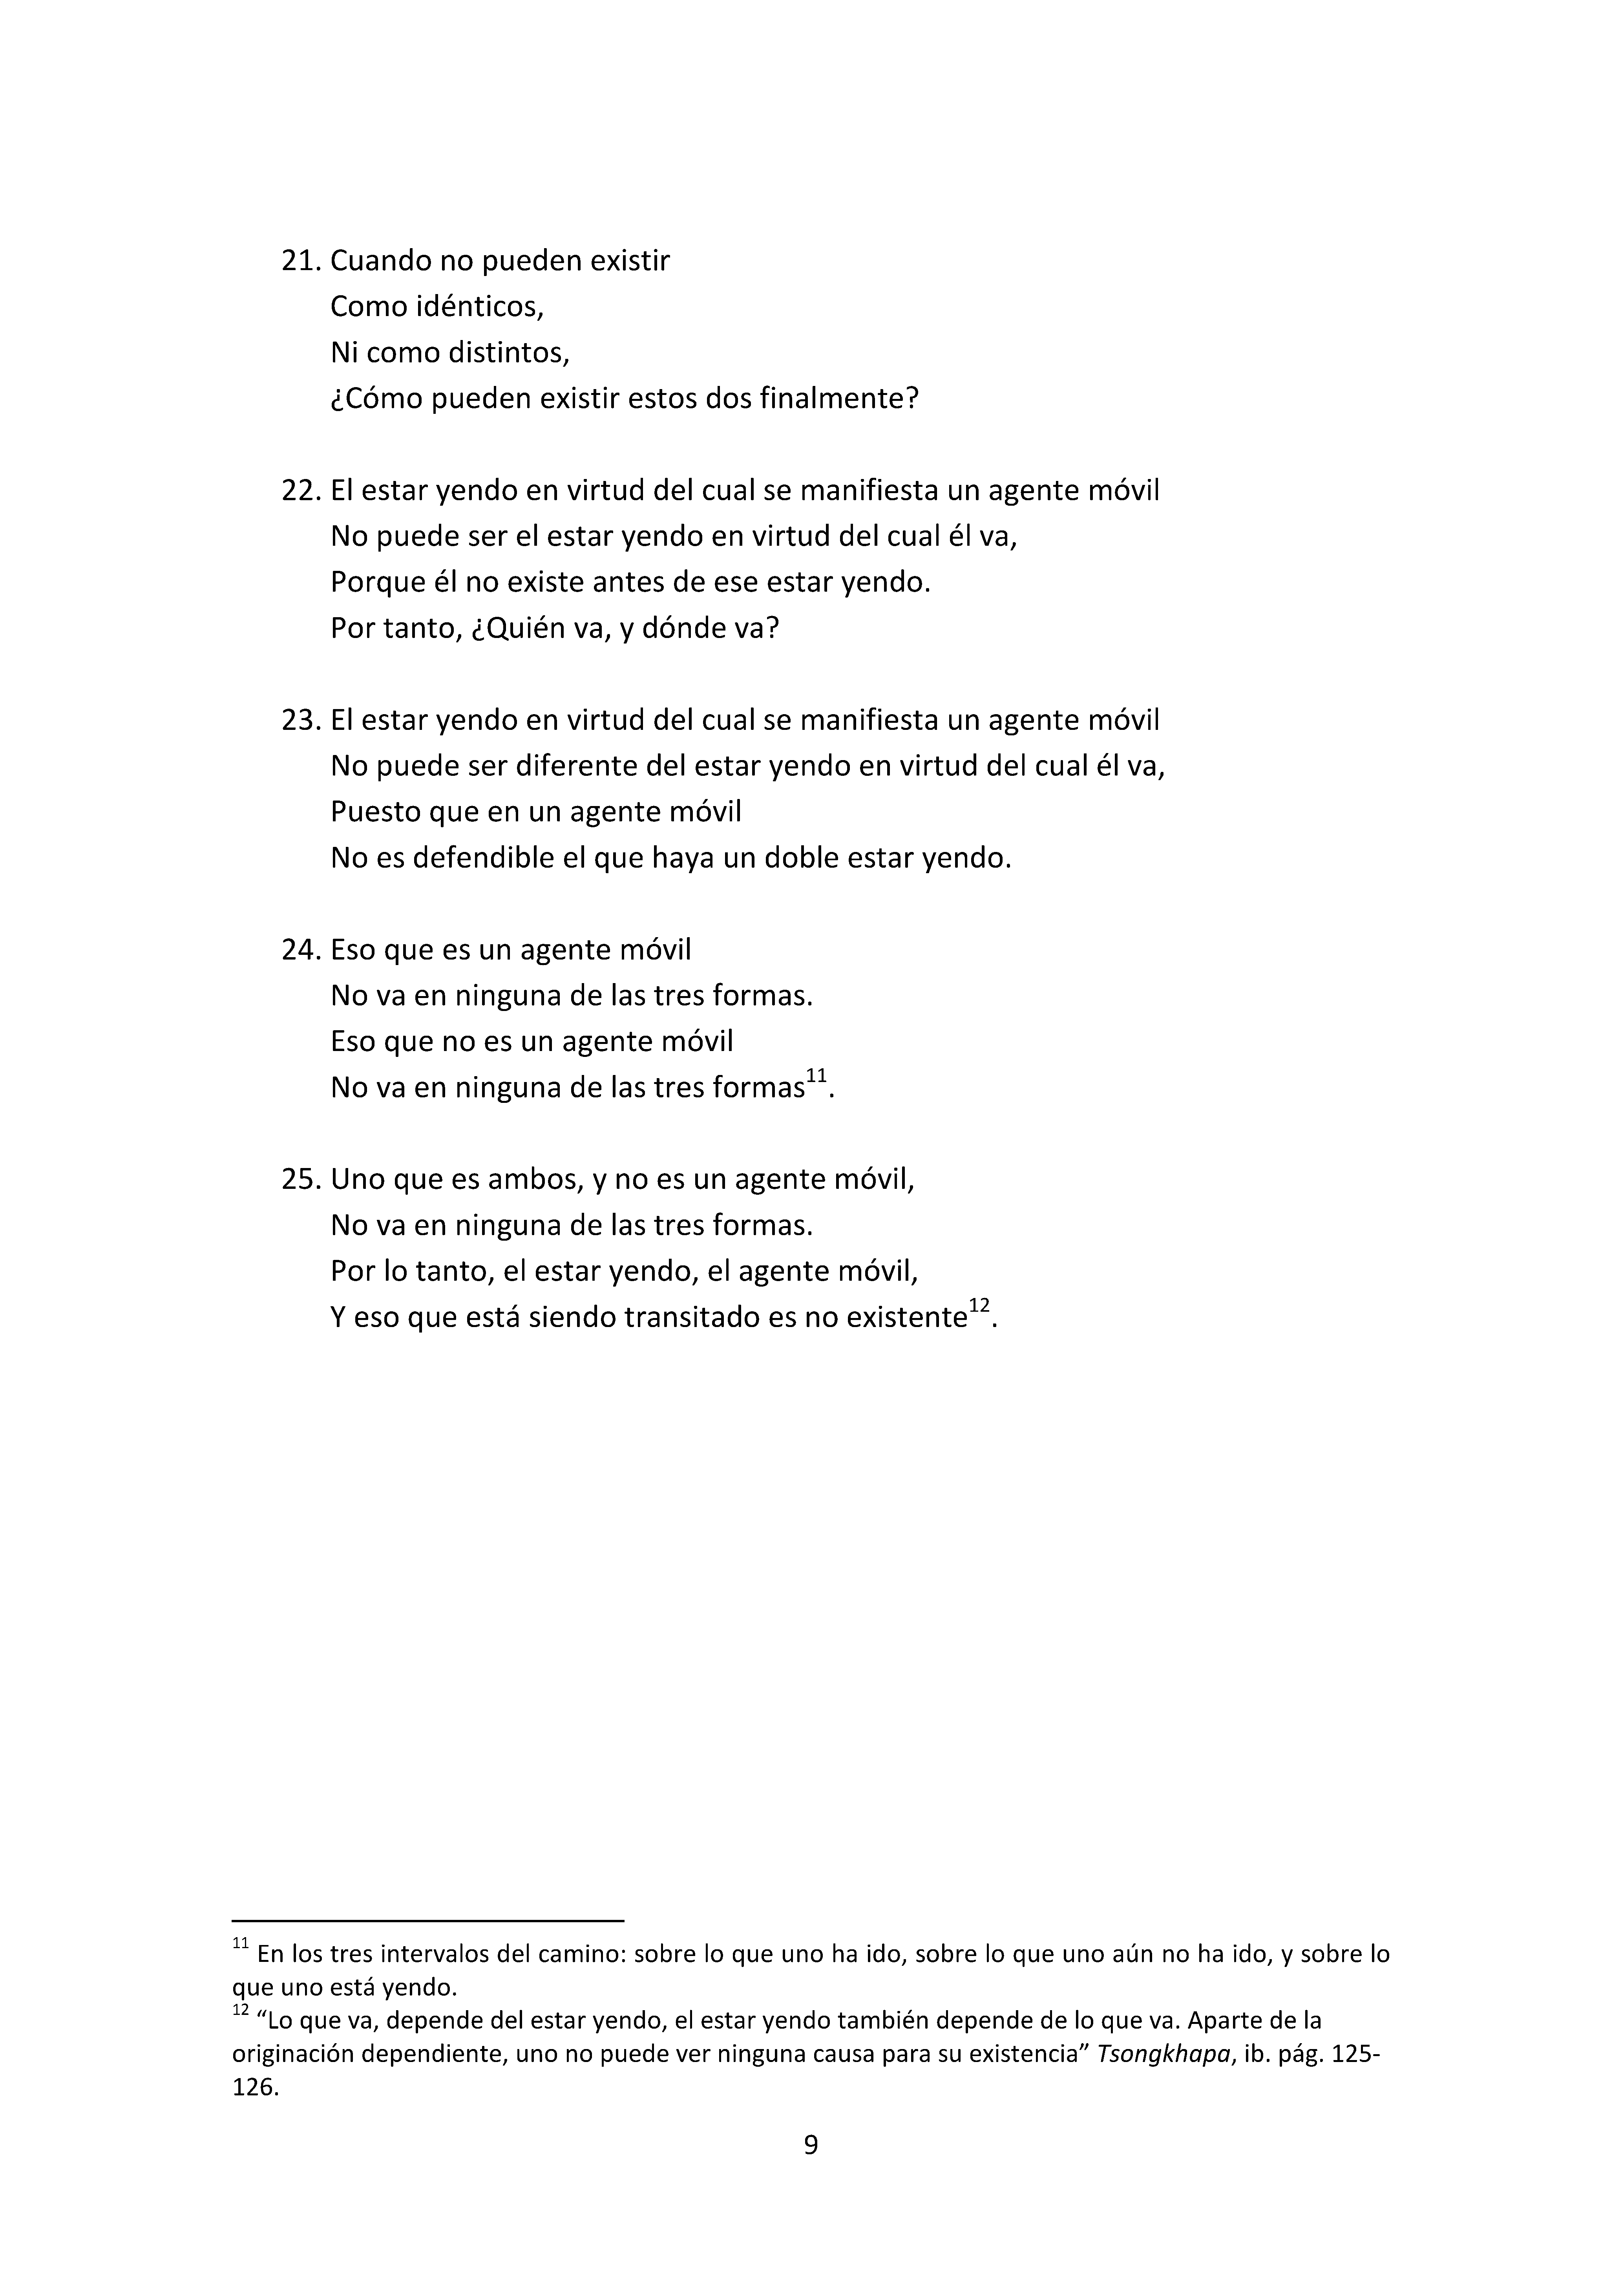 21. Cuando no pueden existir
Como idénticos,
Ni como distintos,
¿Cómo pueden existir estos dos finalmente?
22. El estar yendo en virtud del cual se manifiesta un agente móvil
No puede ser el estar yendo en virtud del cual él va,
Porque él no existe antes de ese estar yendo.
Por tanto, ¿Quién va, y dónde va?
23. El estar yendo en virtud del cual se manifiesta un agente móvil
No puede ser diferente del estar yendo en virtud del cual él va,
Puesto que en un agente móvil
No es defendible el que haya un doble estar yendo.
24. Eso que es un agente móvil
No va en ninguna de las tres formas.
Eso que no es un agente móvil
No va en ninguna de las tres formas11.
25. Uno que es ambos, y no es un agente móvil,
No va en ninguna de las tres formas.
Por lo tanto, el estar yendo, el agente móvil,
Y eso que está siendo transitado es no existente12.
11 En los tres intervalos del camino: sobre lo que uno ha ido, sobre lo que uno aún no ha ido, y sobre lo
que uno está yendo.
12 “Lo que va, depende del estar yendo, el estar yendo también depende de lo que va. Aparte de la
originación dependiente, uno no puede ver ninguna causa para su existencia” Tsongkhapa, ib. pág. 125-
126.
9